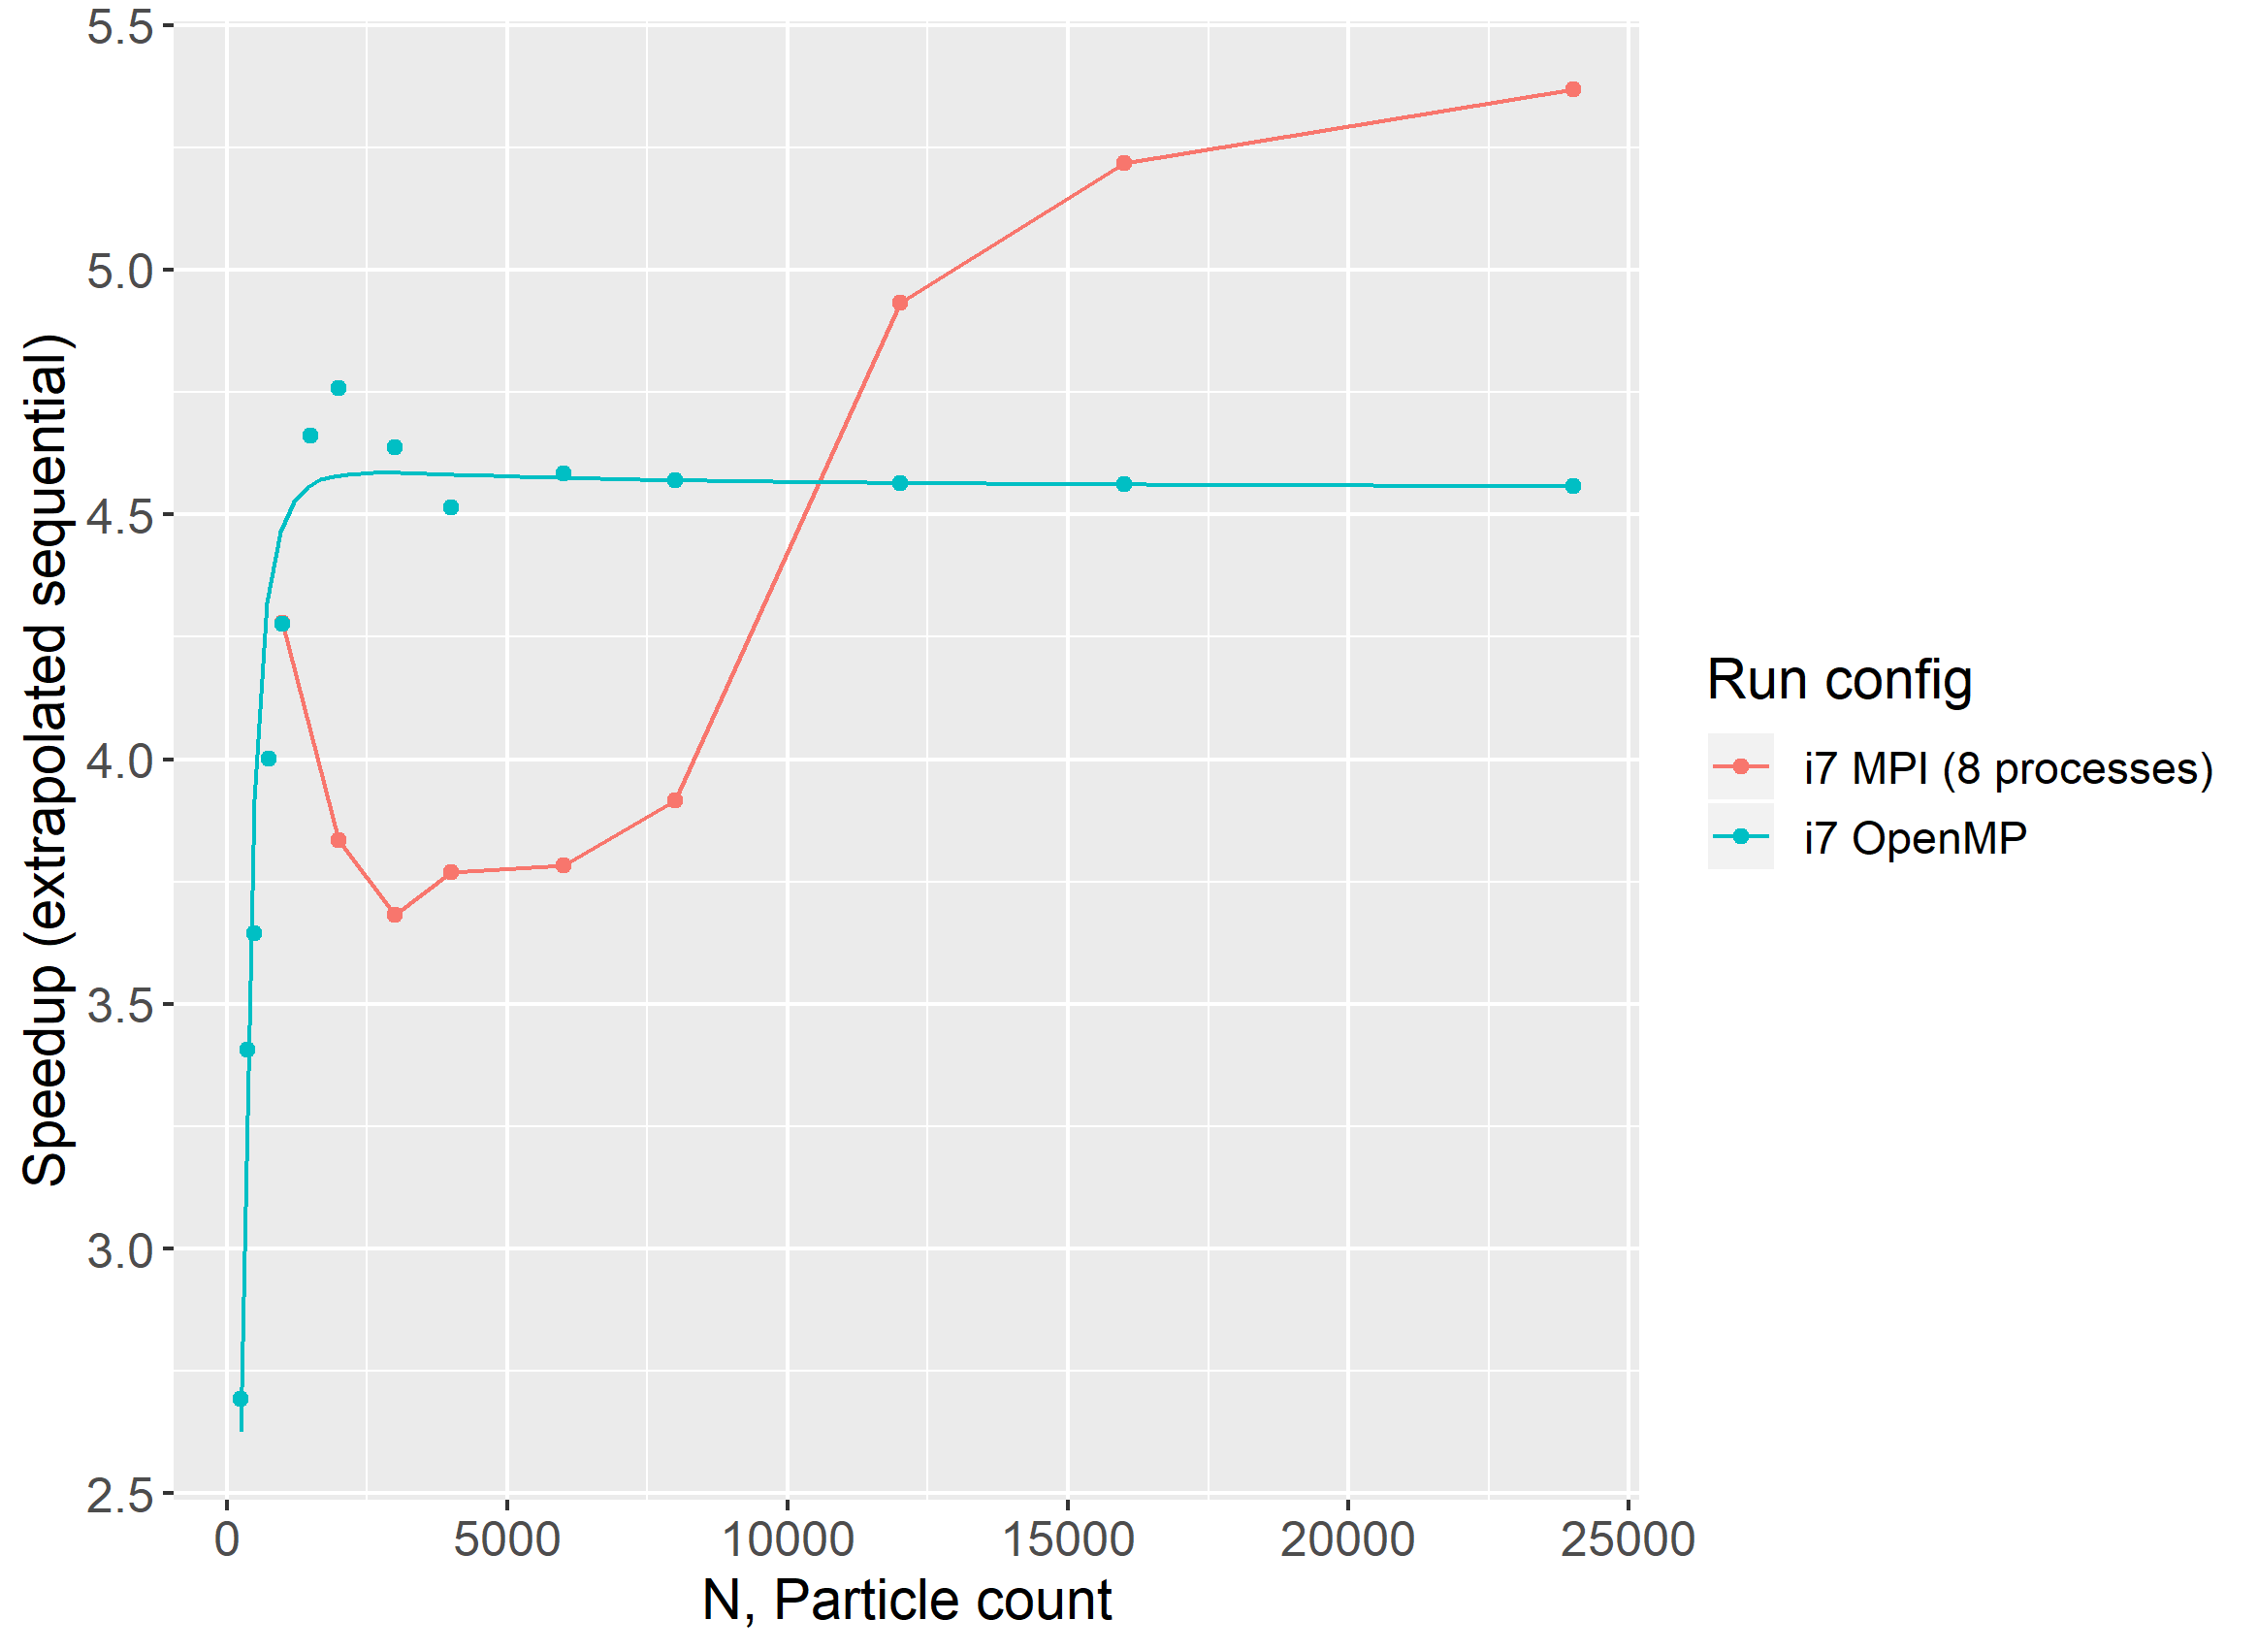 5.5
5.0
4.5
4.0
3.5
3.0
2.5
Speedup (extrapolated sequential)
0 5000 10000 15000 20000 25000
N, Particle count
Run config
i7 MPI (8 processes)
i7 OpenMP